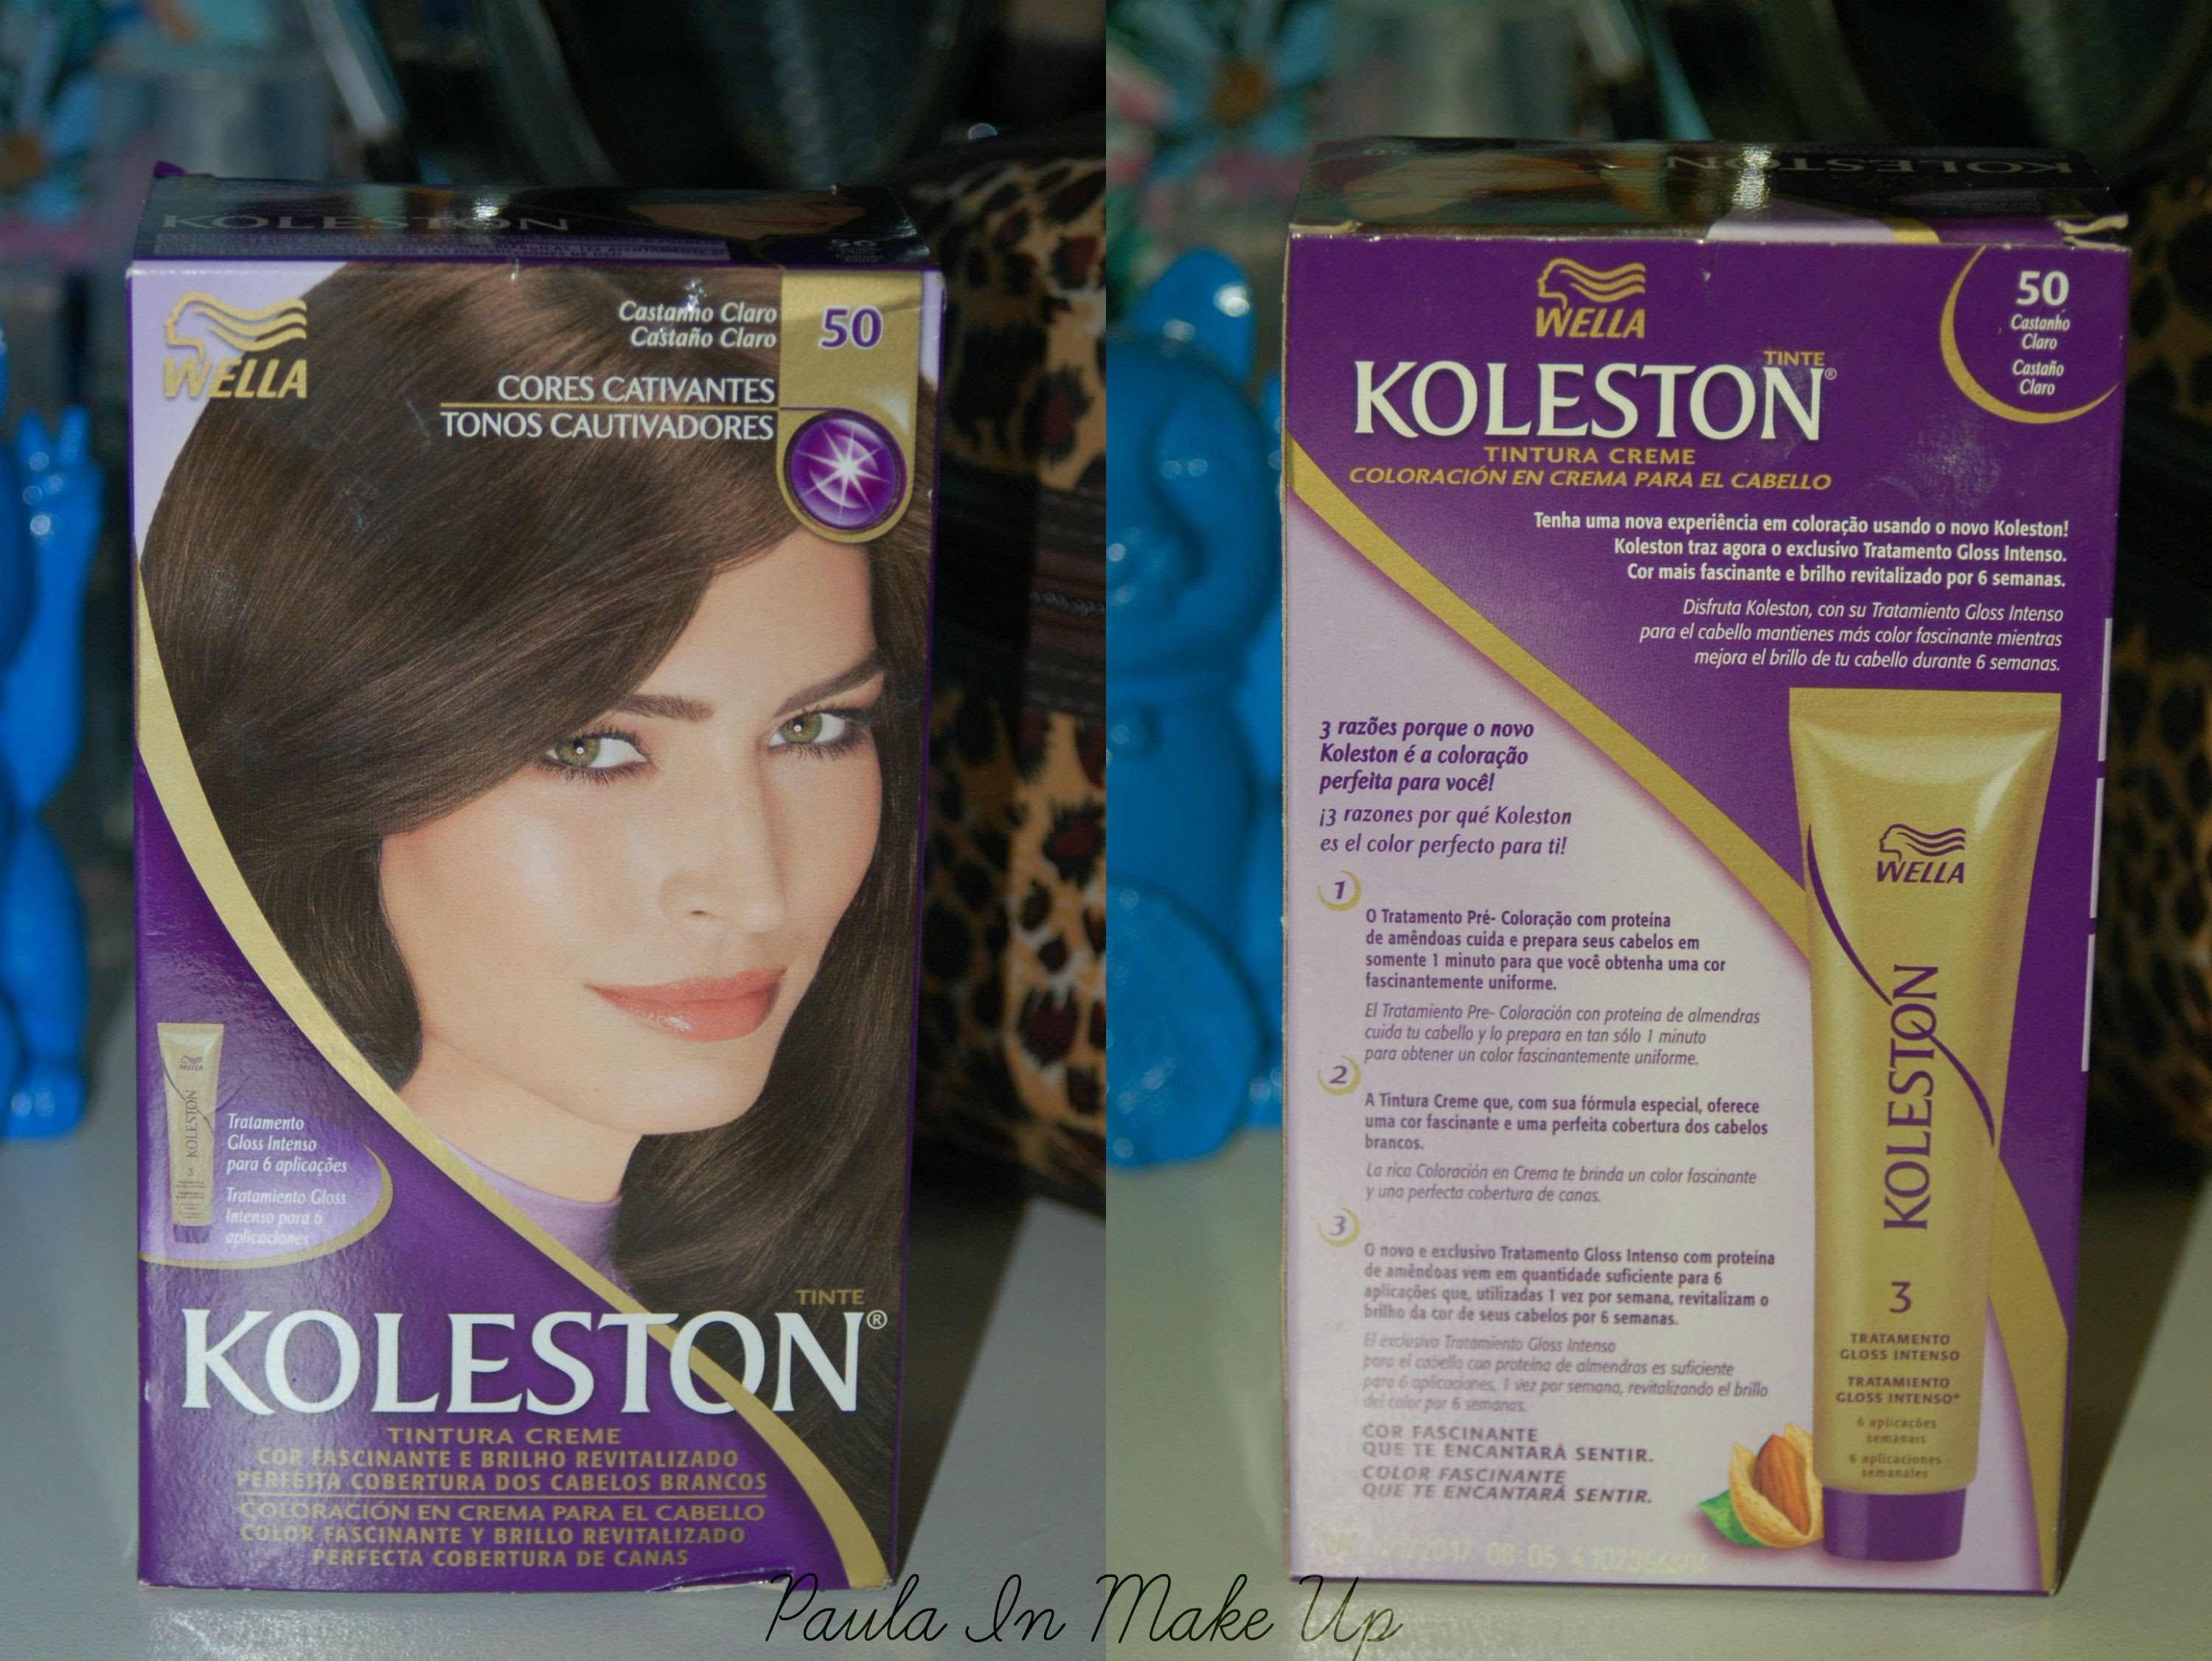 KOLESTON
50
WELLA
Castanho Claro
Castaño Claro
50
CORES CATIVANTES
TONOS CAUTIVADORES
WELLA
KOLESTON
3
Tratamento
Gloss Intenso
para 6 aplicações
Tratamiento Gloss
Intenso para 6
aplicaciones
TINTE
KOLESTON®
TINTURA CREME
COR FASCINANTE E BRILHO REVITALIZADO
PERFEITA COBERTURA DOS CABELOS BRANCOS
COLORACIÓN EN CREMA PARA EL CABELLO
COLOR FASCINANTE Y BRILLO REVITALIZADO
PERFECTA COBERTURA DE CANAS
KOLESTON
50
WELLA
TINTE
KOLESTON®
TINTURA CREME
COLORACIÓN EN CREMA PARA EL CABELLO
50
Castanho
Claro
Castaño
Claro
Tenha uma nova experiência em coloração usando o novo Koleston!
Koleston traz agora o exclusivo Tratamento Gloss Intenso.
Cor mais fascinante e brilho revitalizado por 6 semanas.
Disfruta Koleston, con su Tratamiento Gloss Intenso
para el cabello mantienes más color fascinante mientras
mejora el brillo de tu cabello durante 6 semanas.
3 razões porque o novo
Koleston é a coloração
perfeita para você!
¡3 razones por qué Koleston
es el color perfecto para ti!
1
O Tratamento Pré- Coloração com proteína
de amêndoas cuida e prepara seus cabelos em
somente 1 minuto para que você obtenha uma cor
fascinantemente uniforme.
El Tratamiento Pre- Coloración con proteína de almendras
cuida tu cabello y lo prepara en tan sólo 1 minuto
para obtener un color fascinantemente uniforme.
2
A Tintura Creme que, com sua fórmula especial, oferece
uma cor fascinante e uma perfeita cobertura dos cabelos
brancos.
La rica Coloración en Crema te brinda un color fascinante
y una perfecta cobertura de canas.
3
O novo e exclusivo Tratamento Gloss Intenso com proteína
de amêndoas vem em quantidade suficiente para 6
aplicações que, utilizadas 1 vez por semana, revitalizam o
brilho da cor de seus cabelos por 6 semanas.
El exclusivo Tratamiento Gloss Intenso
para el cabello con proteína de almendras es suficiente
para 6 aplicaciones, 1 vez por semana, revitalizando el brillo
del color por 6 semanas.
COR FASCINANTE
QUE TE ENCANTARÁ SENTIR.
COLOR FASCINANTE
QUE TE ENCANTARÁ SENTIR.
WELLA
KOLESTON
3
TRATAMENTO
GLOSS INTENSO
TRATAMIENTO
GLOSS INTENSO*
6 aplicações
semanais
6 aplicaciones
semanales
/2017 08:06
Paula In Make Up